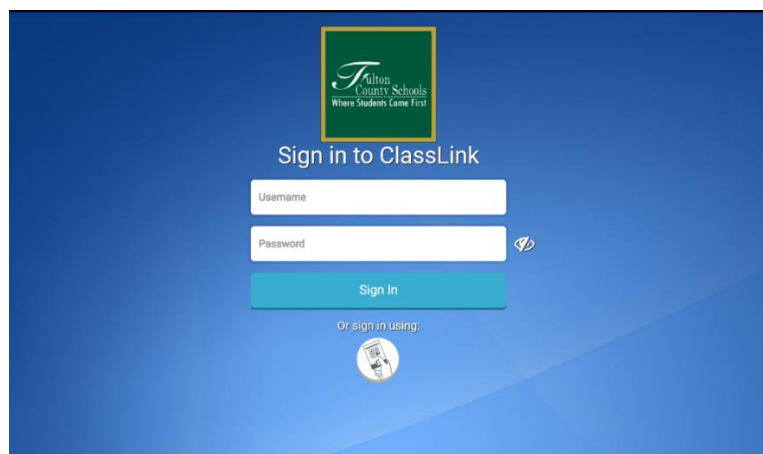 Fulton
County Schools
Where Students Come First
Sign in to ClassLink
Username
Password
Sign In
Or sign in using: